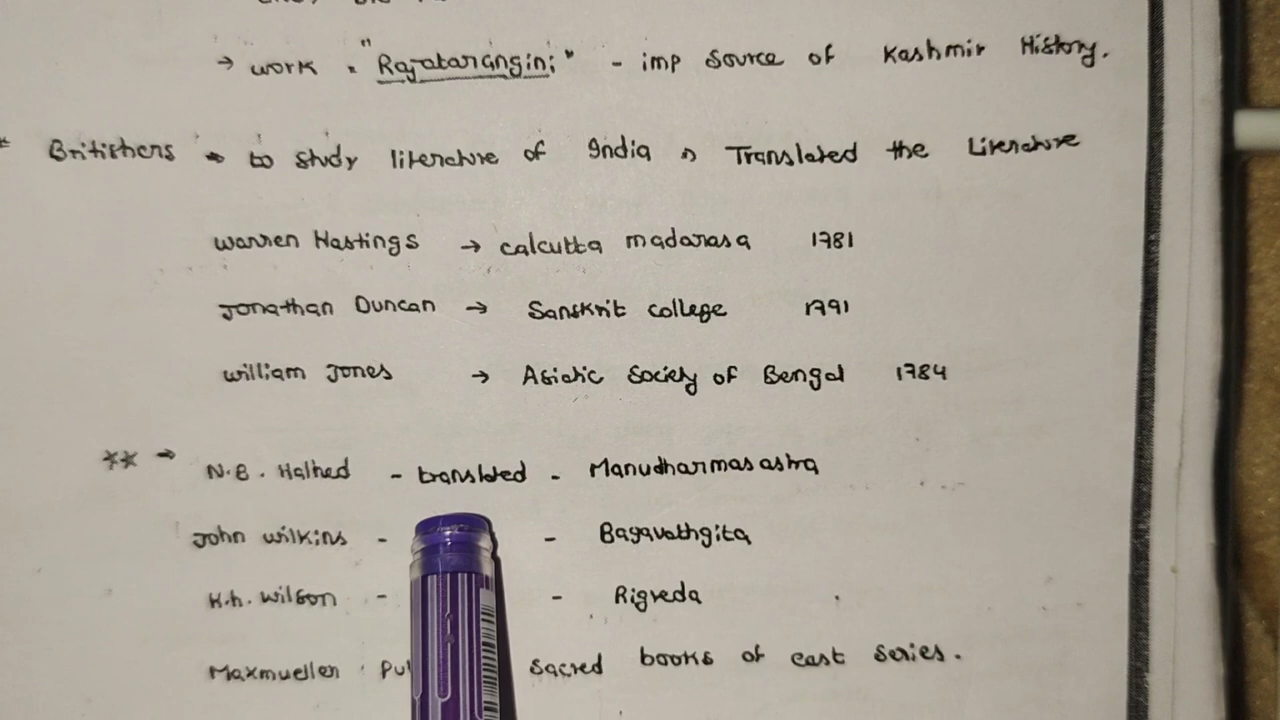 → work . "Rajatarangini" - imp source of Kashmir History.
* Britishers → to study literature of India → Translated the Literature
warren Hastings → calcutta madarasa 1781
Jonathan Duncan → Sanskrit college 1791
william Jones → Asiatic Society of Bengal 1784
** → N.B. Halhed - translated - Manudharmasastra
John wilkins - - Bagavathgita
K.h. wilson - - Rigveda
Maxmueller sacred books of east series.